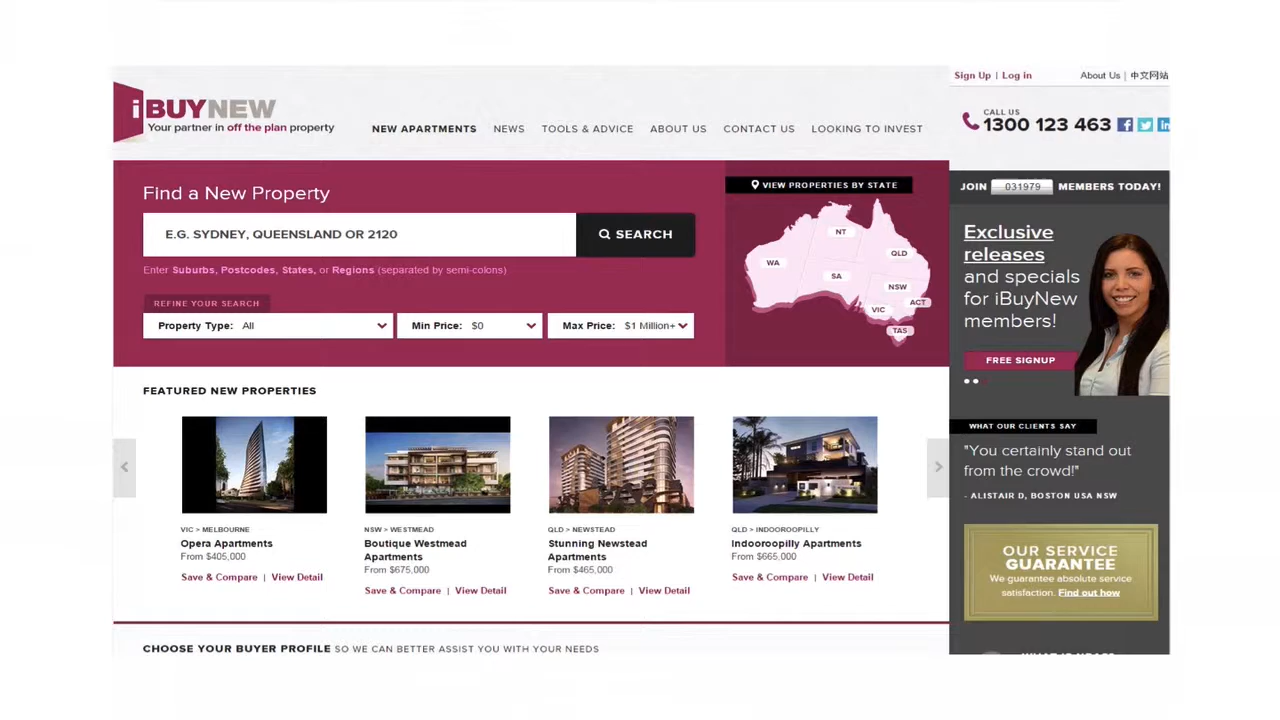 Sign Up | Log in
About Us | 中文网站
iBUYNEW
Your partner in off the plan property
NEW APARTMENTS
NEWS
TOOLS & ADVICE
ABOUT US
CONTACT US
LOOKING TO INVEST
CALL US
1300 123 463
Find a New Property
E.G. SYDNEY, QUEENSLAND OR 2120
SEARCH
Enter Suburbs, Postcodes, States, or Regions (separated by semi-colons)
REFINE YOUR SEARCH
Property Type: All
Min Price: $0
Max Price: $1 Million+
VIEW PROPERTIES BY STATE
NT
WA
QLD
SA
NSW
ACT
VIC
TAS
JOIN 031979 MEMBERS TODAY!
Exclusive
releases
and specials
for iBuyNew
members!
FREE SIGNUP
FEATURED NEW PROPERTIES
VIC > MELBOURNE
Opera Apartments
From $405,000
Save & Compare | View Detail
NSW > WESTMEAD
Boutique Westmead
Apartments
From $675,000
Save & Compare | View Detail
QLD > NEWSTEAD
Stunning Newstead
Apartments
From $465,000
Save & Compare | View Detail
QLD > INDOOROOPILLY
Indooroopilly Apartments
From $665,000
Save & Compare | View Detail
WHAT OUR CLIENTS SAY
"You certainly stand out
from the crowd!"
- ALISTAIR D, BOSTON USA NSW
OUR SERVICE
GUARANTEE
We guarantee absolute service
satisfaction. Find out how
CHOOSE YOUR BUYER PROFILE SO WE CAN BETTER ASSIST YOU WITH YOUR NEEDS